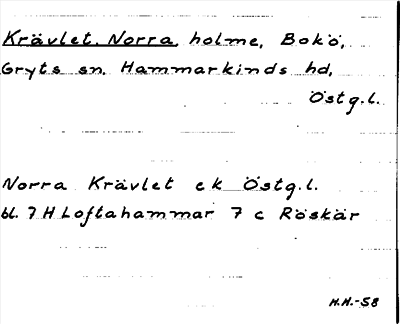 Krävlet, Norra, holme, Bokö,
Gryts sn, Hammarkinds hd,
Östg.l.
Norra Krävlet ek Östg.l.
bl. 7 H Loftahammar 7 c Röskär
H.H.-58